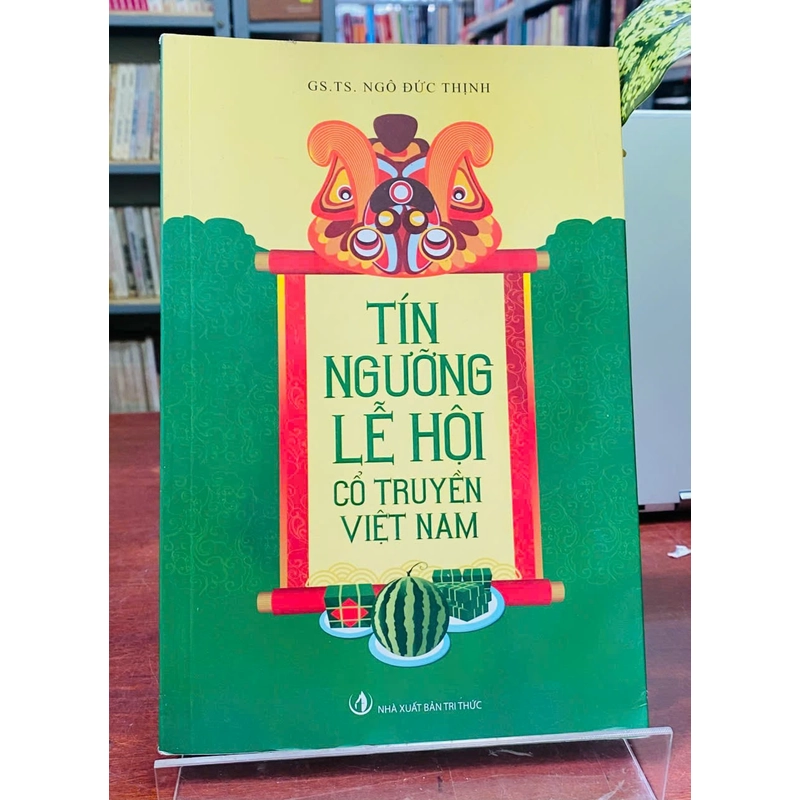 GS.TS. NGÔ ĐỨC THỊNH
TÍN
NGƯỠNG
LỄ HỘI
CỔ TRUYỀN
VIỆT NAM
NHÀ XUẤT BẢN TRI THỨC